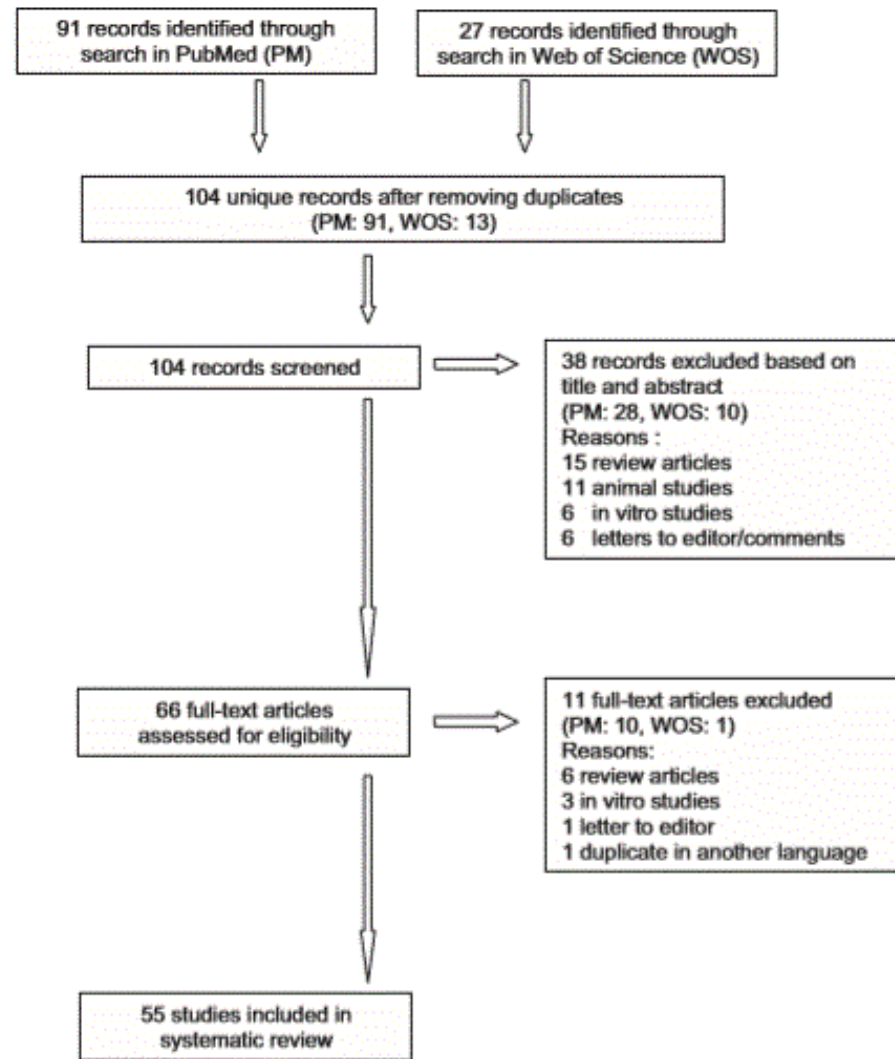 91 records identified through
search in PubMed (PM)
27 records identified through
search in Web of Science (WOS)
104 unique records after removing duplicates
(PM: 91, WOS: 13)
104 records screened
38 records excluded based on
title and abstract
(PM: 28, WOS: 10)
Reasons :
15 review articles
11 animal studies
6 in vitro studies
6 letters to editor/comments
66 full-text articles
assessed for eligibility
11 full-text articles excluded
(PM: 10, WOS: 1)
Reasons:
6 review articles
3 in vitro studies
1 letter to editor
1 duplicate in another language
55 studies included in
systematic review